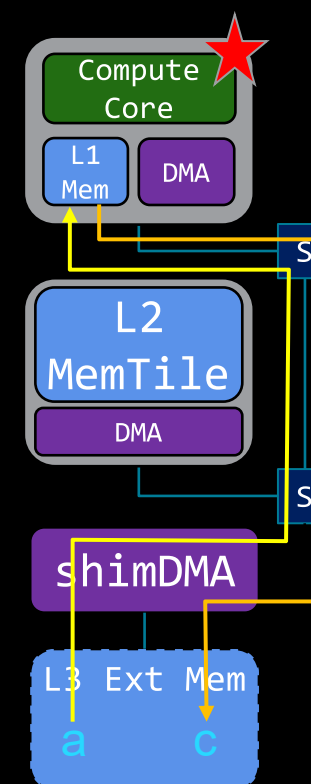 Compute
Core
L1
Mem
DMA
S
L2
MemTile
DMA
S
shimDMA
L3 Ext Mem
a c